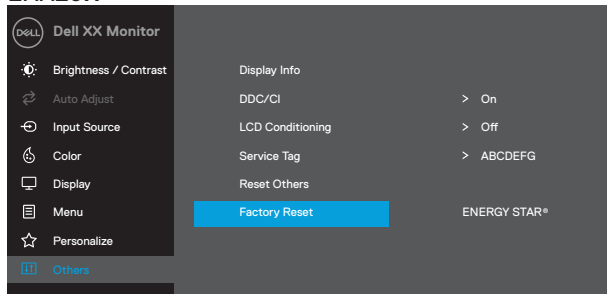 DELL Dell XX Monitor
Brightness / Contrast Display Info
Auto Adjust DDC/CI > On
Input Source LCD Conditioning > Off
Color Service Tag > ABCDEFG
Display Reset Others
Menu Factory Reset ENERGY STAR®
Personalize
Others